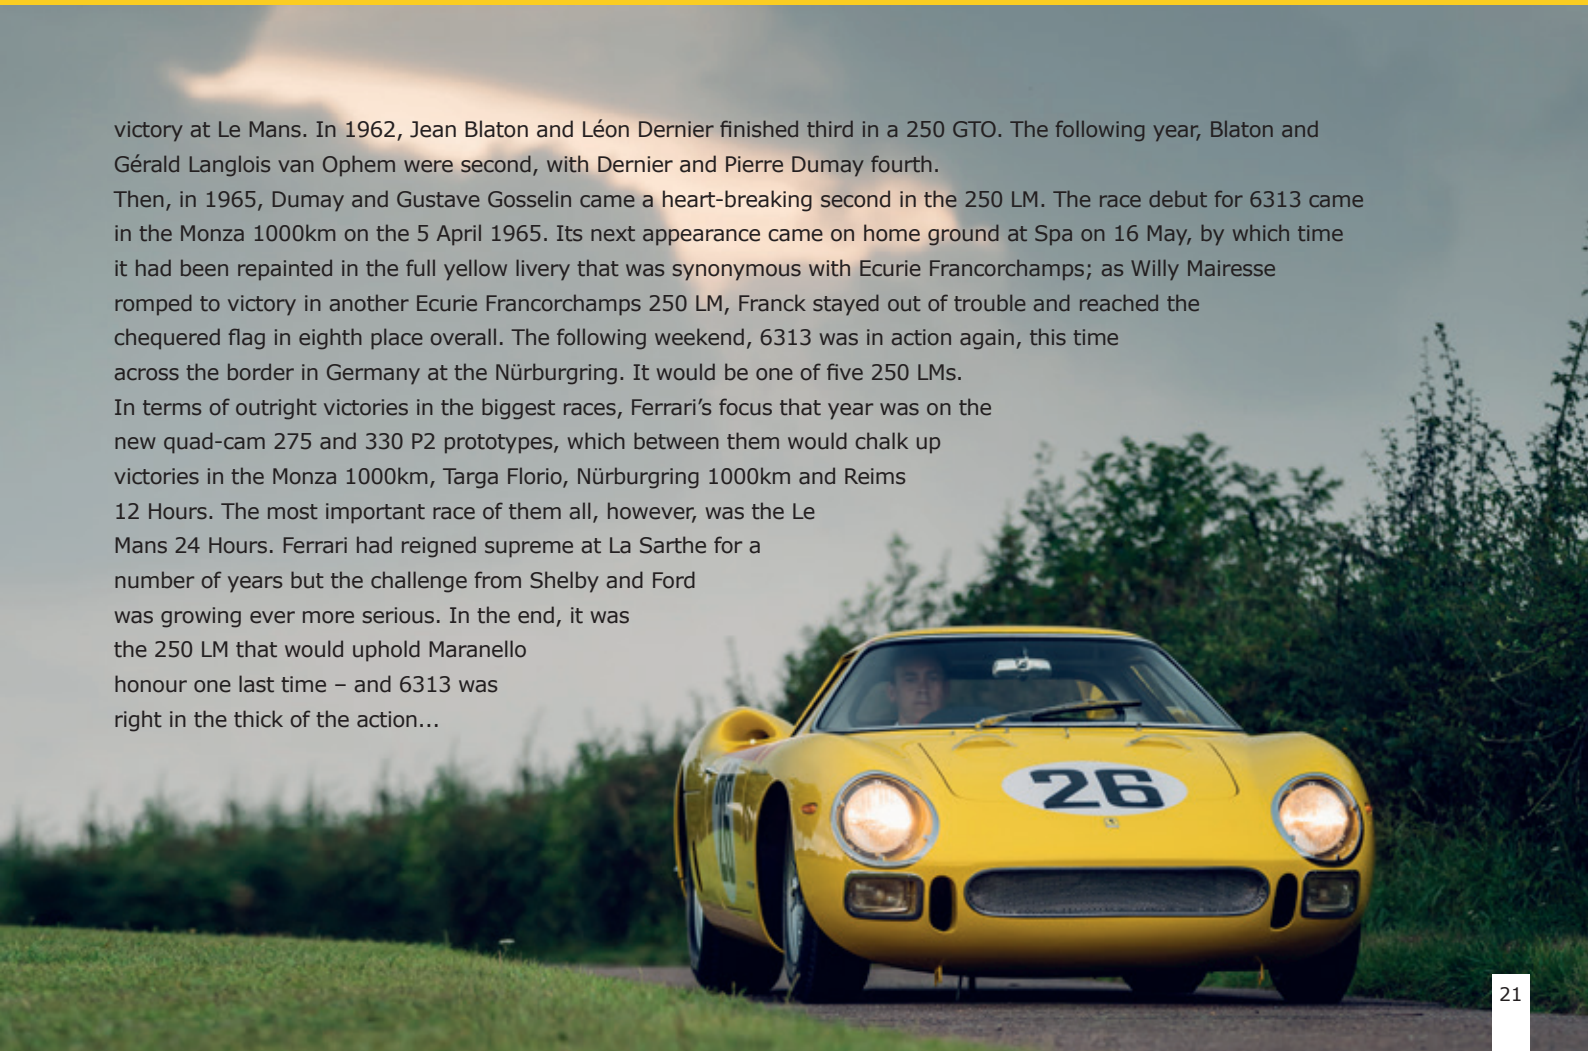 victory at Le Mans. In 1962, Jean Blaton and Léon Dernier finished third in a 250 GTO. The following year, Blaton and
Gérald Langlois van Ophem were second, with Dernier and Pierre Dumay fourth.
Then, in 1965, Dumay and Gustave Gosselin came a heart-breaking second in the 250 LM. The race debut for 6313 came
in the Monza 1000km on the 5 April 1965. Its next appearance came on home ground at Spa on 16 May, by which time
it had been repainted in the full yellow livery that was synonymous with Ecurie Francorchamps; as Willy Mairesse
romped to victory in another Ecurie Francorchamps 250 LM, Franck stayed out of trouble and reached the
chequered flag in eighth place overall. The following weekend, 6313 was in action again, this time
across the border in Germany at the Nürburgring. It would be one of five 250 LMs.
In terms of outright victories in the biggest races, Ferrari’s focus that year was on the
new quad-cam 275 and 330 P2 prototypes, which between them would chalk up
victories in the Monza 1000km, Targa Florio, Nürburgring 1000km and Reims
12 Hours. The most important race of them all, however, was the Le
Mans 24 Hours. Ferrari had reigned supreme at La Sarthe for a
number of years but the challenge from Shelby and Ford
was growing ever more serious. In the end, it was
the 250 LM that would uphold Maranello
honour one last time – and 6313 was
right in the thick of the action...
26
21